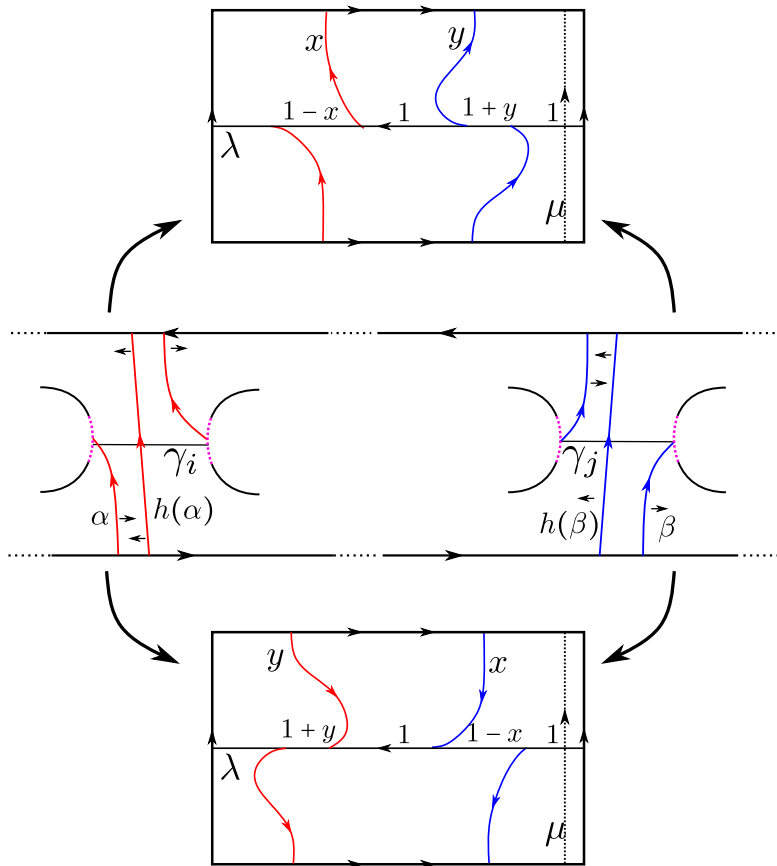 x y
1 − x 1 1 + y 1
λ
μ
γi γj
α h(α) h(β) β
y x
1 + y 1 1 − x 1
λ
μ